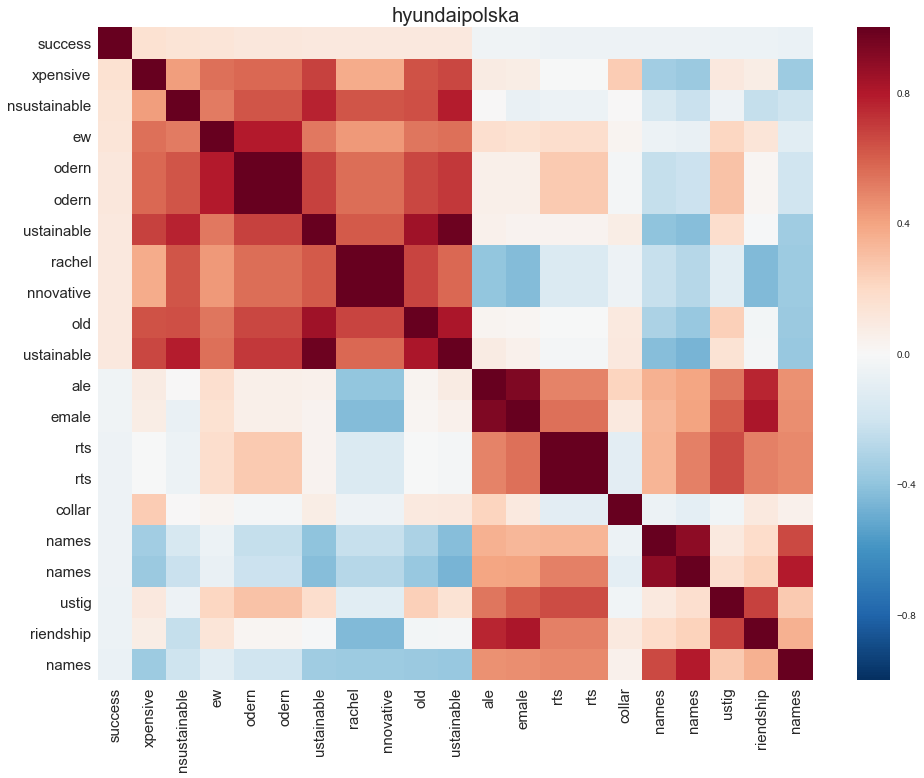 hyundaipolska
success
xpensive
nsustainable
ew
odern
odern
ustainable
rachel
nnovative
old
ustainable
ale
emale
rts
rts
collar
names
names
ustig
riendship
names
0.8
0.4
0.0
−0.4
−0.8
success
xpensive
nsustainable
ew
odern
odern
ustainable
rachel
nnovative
old
ustainable
ale
emale
rts
rts
collar
names
names
ustig
riendship
names